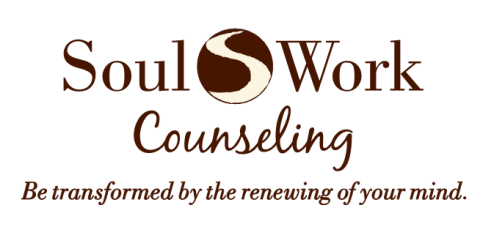 Soul Work
Counseling
Be transformed by the renewing of your mind.